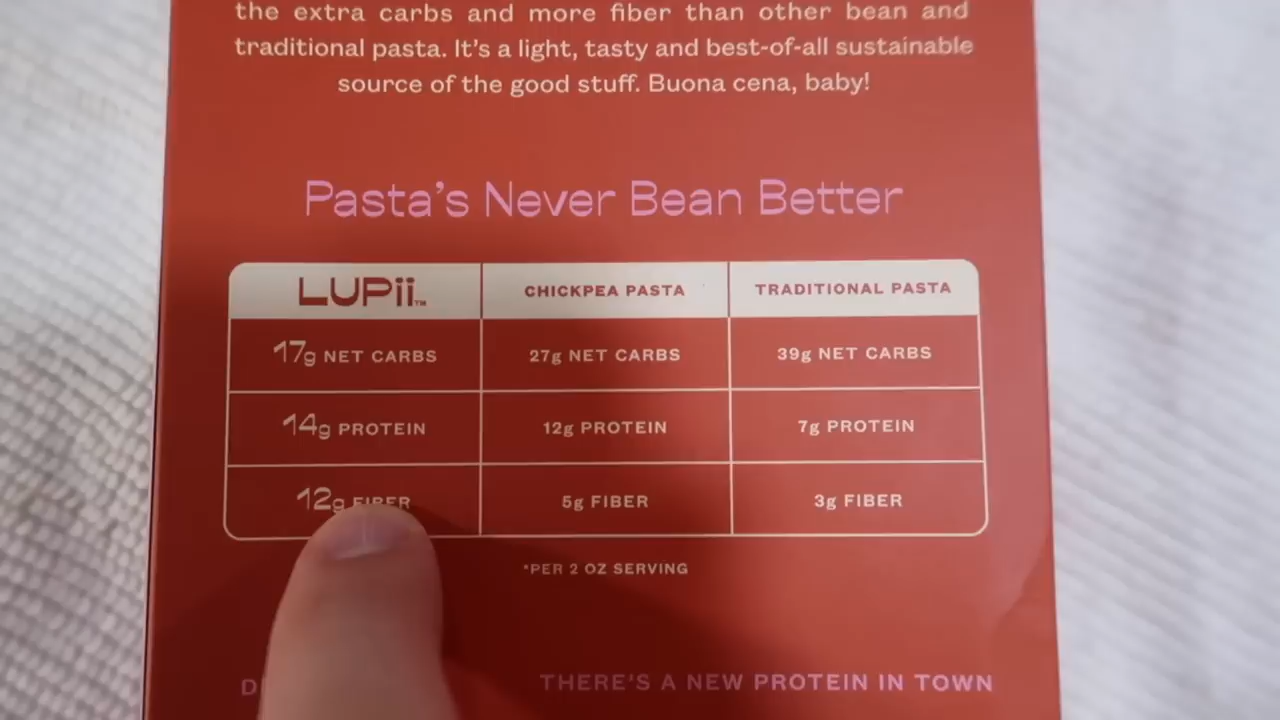 the extra carbs and more fiber than other bean and
traditional pasta. It's a light, tasty and best-of-all sustainable
source of the good stuff. Buona cena, baby!
Pasta's Never Bean Better
LUPii™ CHICKPEA PASTA TRADITIONAL PASTA
17g NET CARBS 27g NET CARBS 39g NET CARBS
14g PROTEIN 12g PROTEIN 7g PROTEIN
12g FIBER 5g FIBER 3g FIBER
*PER 2 OZ SERVING
THERE'S A NEW PROTEIN IN TOWN